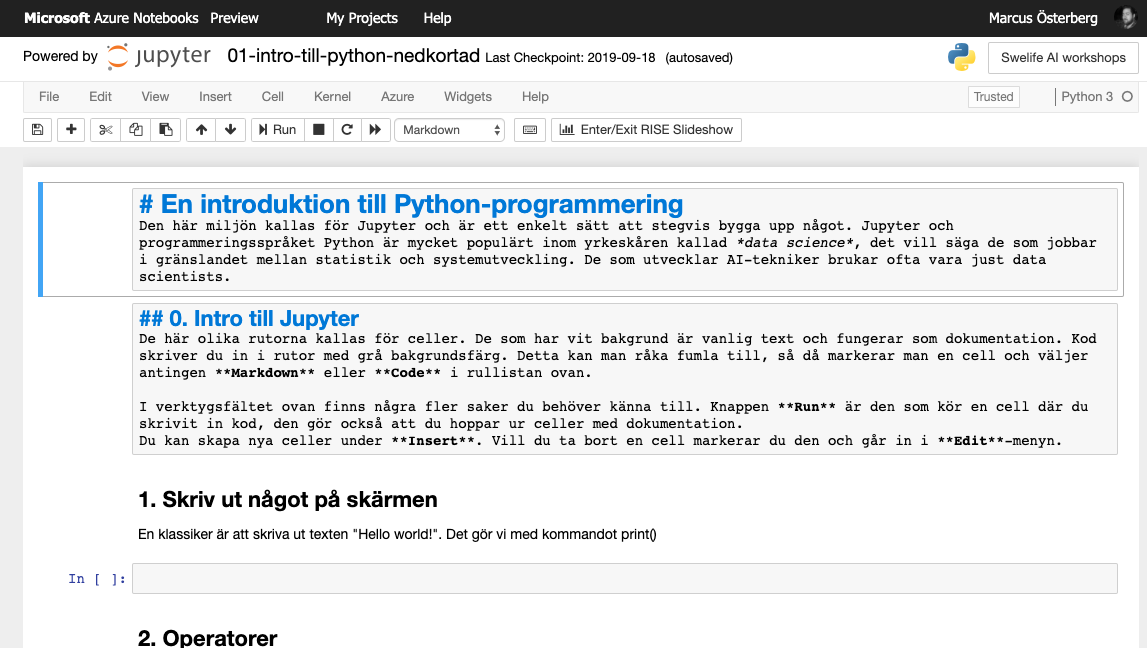 Microsoft Azure Notebooks Preview My Projects Help Marcus Österberg
Powered by jupyter 01-intro-till-python-nedkortad Last Checkpoint: 2019-09-18 (autosaved) Swelife AI workshops
File Edit View Insert Cell Kernel Azure Widgets Help Trusted Python 3
Run Markdown Enter/Exit RISE Slideshow
# En introduktion till Python-programmering
Den här miljön kallas för Jupyter och är ett enkelt sätt att stegvis bygga upp något. Jupyter och
programmeringsspråket Python är mycket populärt inom yrkeskåren kallad *data science*, det vill säga de som jobbar
i gränslandet mellan statistik och systemutveckling. De som utvecklar AI-tekniker brukar ofta vara just data
scientists.
## 0. Intro till Jupyter
De här olika rutorna kallas för celler. De som har vit bakgrund är vanlig text och fungerar som dokumentation. Kod
skriver du in i rutor med grå bakgrundsfärg. Detta kan man råka fumla till, så då markerar man en cell och väljer
antingen **Markdown** eller **Code** i rullistan ovan.
I verktygsfältet ovan finns några fler saker du behöver känna till. Knappen **Run** är den som kör en cell där du
skrivit in kod, den gör också att du hoppar ur celler med dokumentation.
Du kan skapa nya celler under **Insert**. Vill du ta bort en cell markerar du den och går in i **Edit**-menyn.
1. Skriv ut något på skärmen
En klassiker är att skriva ut texten "Hello world!". Det gör vi med kommandot print()
In [ ]:
2. Operatorer